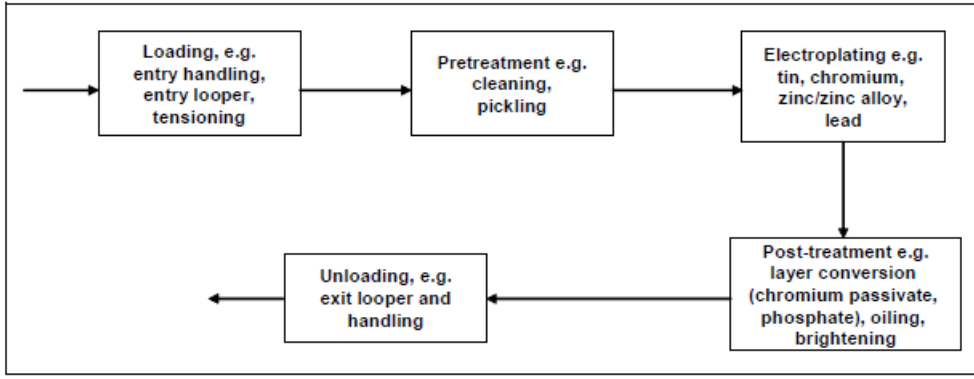 Loading, e.g.
entry handling,
entry looper,
tensioning
Pretreatment e.g.
cleaning,
pickling
Electroplating e.g.
tin, chromium,
zinc/zinc alloy,
lead
Post-treatment e.g.
layer conversion
(chromium passivate,
phosphate), oiling,
brightening
Unloading, e.g.
exit looper and
handling